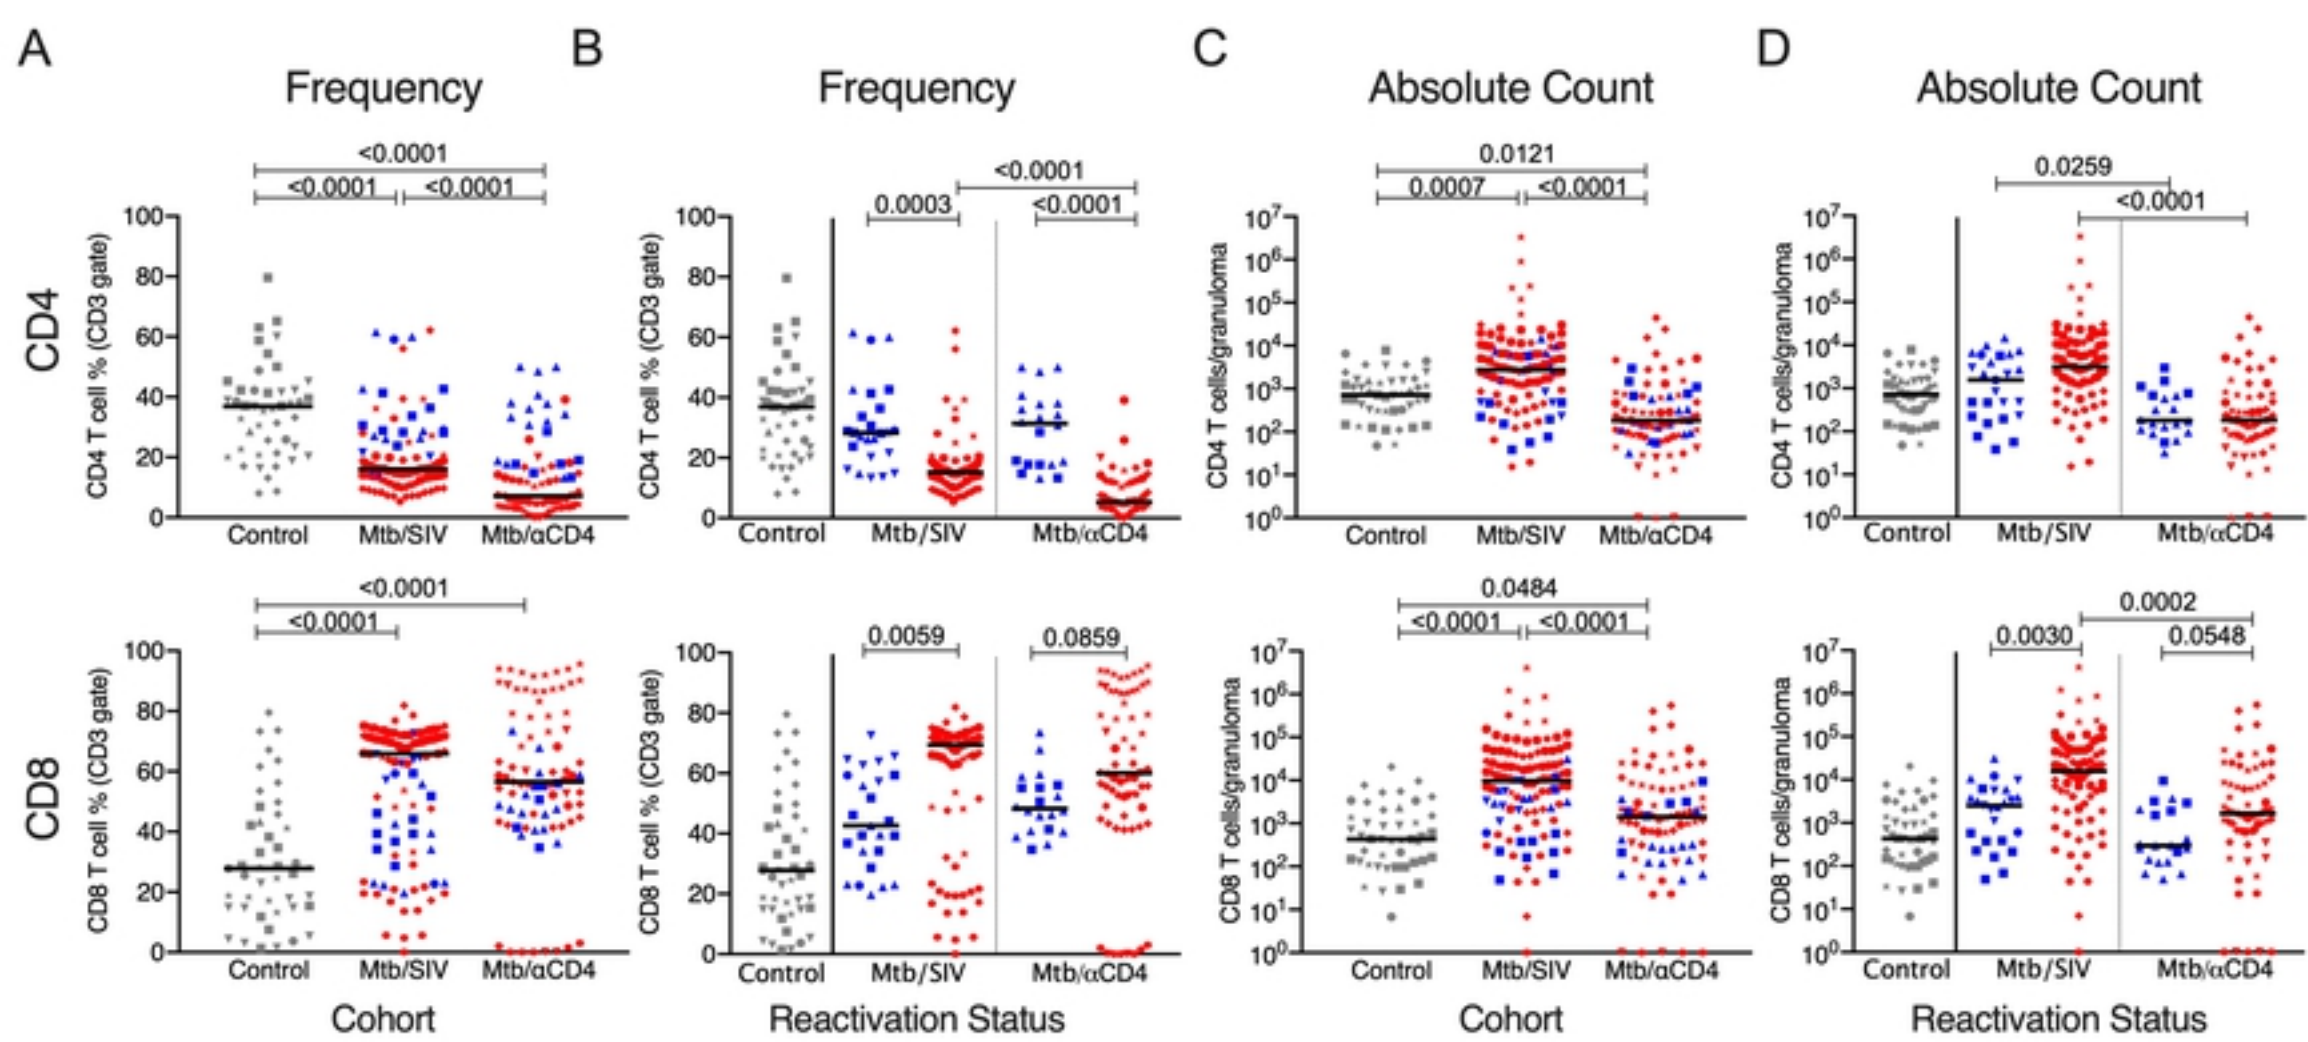 A
B
C
D
Frequency
Frequency
Absolute Count
Absolute Count
CD4
<0.0001
<0.0001 <0.0001
CD4 T cell % (CD3 gate)
100
80
60
40
20
0
Control Mtb/SIV Mtb/αCD4
<0.0001
0.0003 <0.0001
CD4 T cell % (CD3 gate)
100
80
60
40
20
0
Control Mtb/SIV Mtb/αCD4
0.0121
0.0007 <0.0001
CD4 T cells/granuloma
10⁷
10⁶
10⁵
10⁴
10³
10²
10¹
10⁰
Control Mtb/SIV Mtb/αCD4
0.0259
<0.0001
CD4 T cells/granuloma
10⁷
10⁶
10⁵
10⁴
10³
10²
10¹
10⁰
Control Mtb/SIV Mtb/αCD4
CD8
<0.0001
<0.0001
CD8 T cell % (CD3 gate)
100
80
60
40
20
0
Control Mtb/SIV Mtb/αCD4
Cohort
0.0059 0.0859
CD8 T cell % (CD3 gate)
100
80
60
40
20
0
Control Mtb/SIV Mtb/αCD4
Reactivation Status
0.0484
<0.0001 <0.0001
CD8 T cells/granuloma
10⁷
10⁶
10⁵
10⁴
10³
10²
10¹
10⁰
Control Mtb/SIV Mtb/αCD4
Cohort
0.0002
0.0030 0.0548
CD8 T cells/granuloma
10⁷
10⁶
10⁵
10⁴
10³
10²
10¹
10⁰
Control Mtb/SIV Mtb/αCD4
Reactivation Status